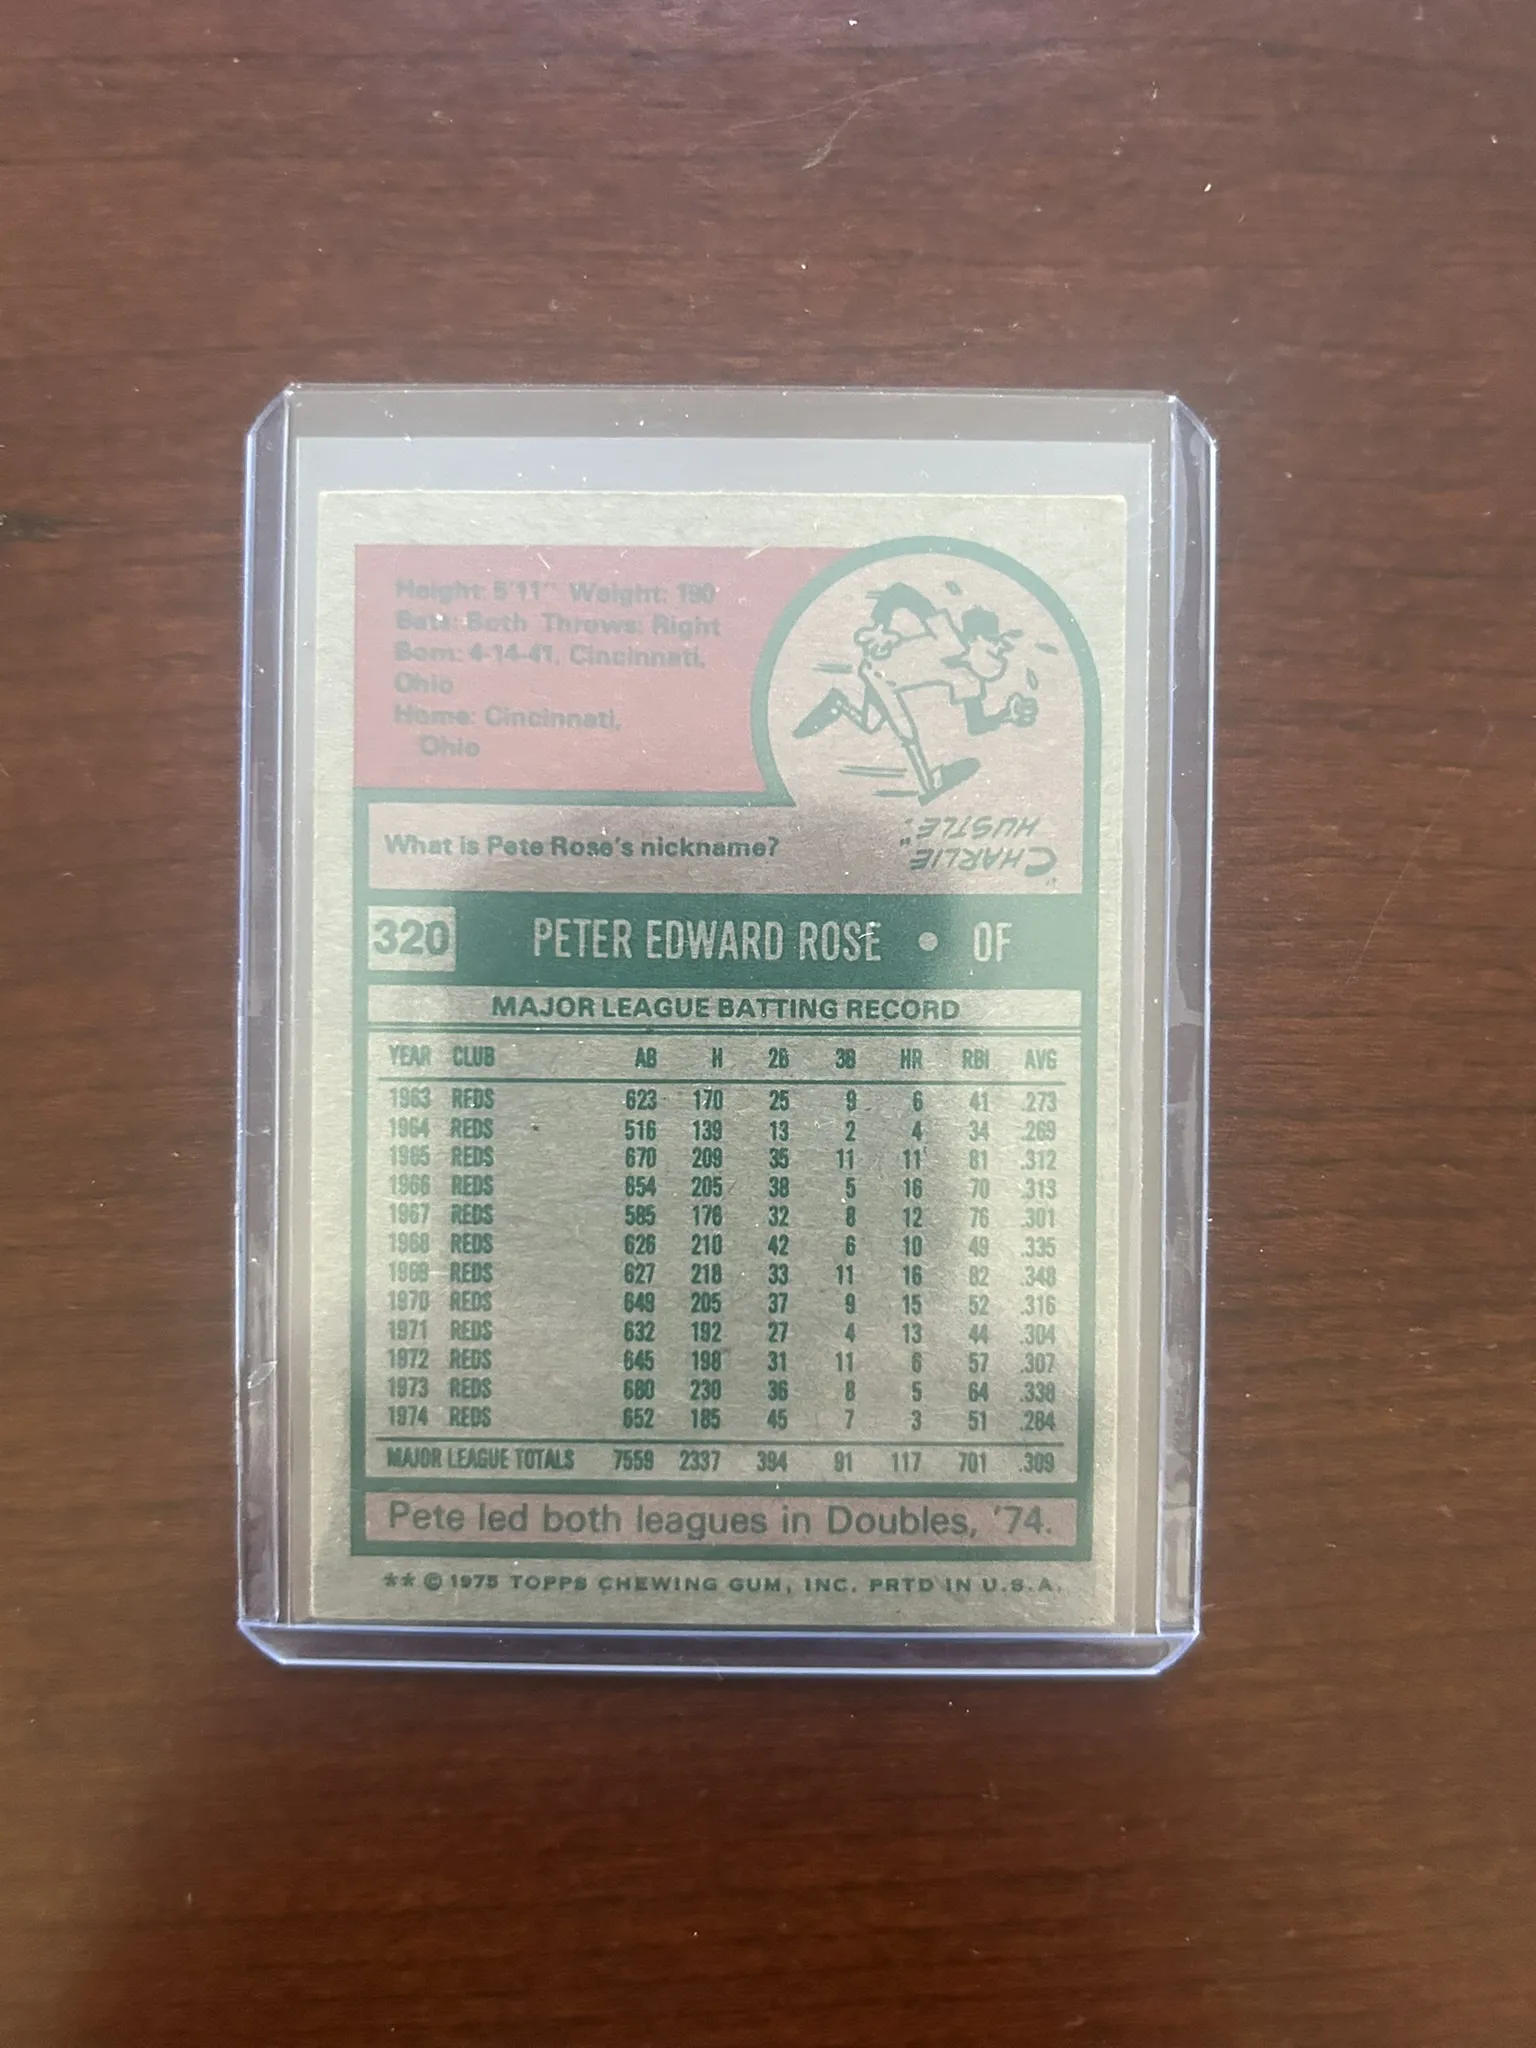 Height: 5'11" Weight: 190
Bats: Both Throws: Right
Born: 4-14-41, Cincinnati,
Ohio
Home: Cincinnati,
Ohio
What is Pete Rose's nickname?
"CHARLIE
HUSTLE".
320 PETER EDWARD ROSE • OF
MAJOR LEAGUE BATTING RECORD
YEAR CLUB AB H 2B 3B HR RBI AVG
1963 REDS 623 170 25 9 6 41 .273
1964 REDS 516 139 13 2 4 34 .269
1965 REDS 670 209 35 11 11 81 .312
1966 REDS 654 205 38 5 16 70 .313
1967 REDS 585 176 32 8 12 76 .301
1968 REDS 626 210 42 6 10 49 .335
1969 REDS 627 218 33 11 16 82 .348
1970 REDS 649 205 37 9 15 52 .316
1971 REDS 632 192 27 4 13 44 .304
1972 REDS 645 198 31 11 6 57 .307
1973 REDS 680 230 36 8 5 64 .338
1974 REDS 652 185 45 7 3 51 .284
MAJOR LEAGUE TOTALS 7559 2337 394 91 117 701 .309
Pete led both leagues in Doubles, '74.
** © 1975 TOPPS CHEWING GUM, INC. PRTD IN U.S.A.